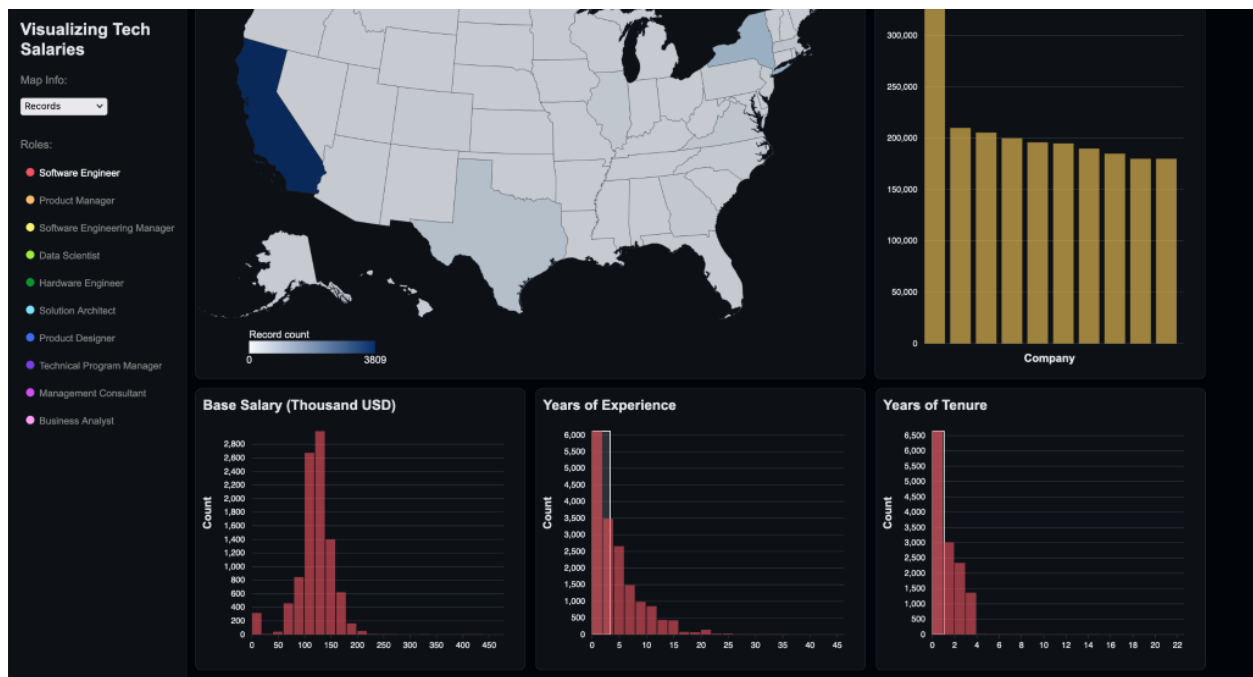 Visualizing Tech
Salaries
Map Info:
Records
Roles:
Software Engineer
Product Manager
Software Engineering Manager
Data Scientist
Hardware Engineer
Solution Architect
Product Designer
Technical Program Manager
Management Consultant
Business Analyst
Record count
0
3809
300,000
250,000
200,000
150,000
100,000
50,000
0
Company
Base Salary (Thousand USD)
Count
2,800
2,600
2,400
2,200
2,000
1,800
1,600
1,400
1,200
1,000
800
600
400
200
0
0 50 100 150 200 250 300 350 400 450
Years of Experience
Count
6,000
5,500
5,000
4,500
4,000
3,500
3,000
2,500
2,000
1,500
1,000
500
0
0 5 10 15 20 25 30 35 40 45
Years of Tenure
Count
6,500
6,000
5,500
5,000
4,500
4,000
3,500
3,000
2,500
2,000
1,500
1,000
500
0
0 2 4 6 8 10 12 14 16 18 20 22